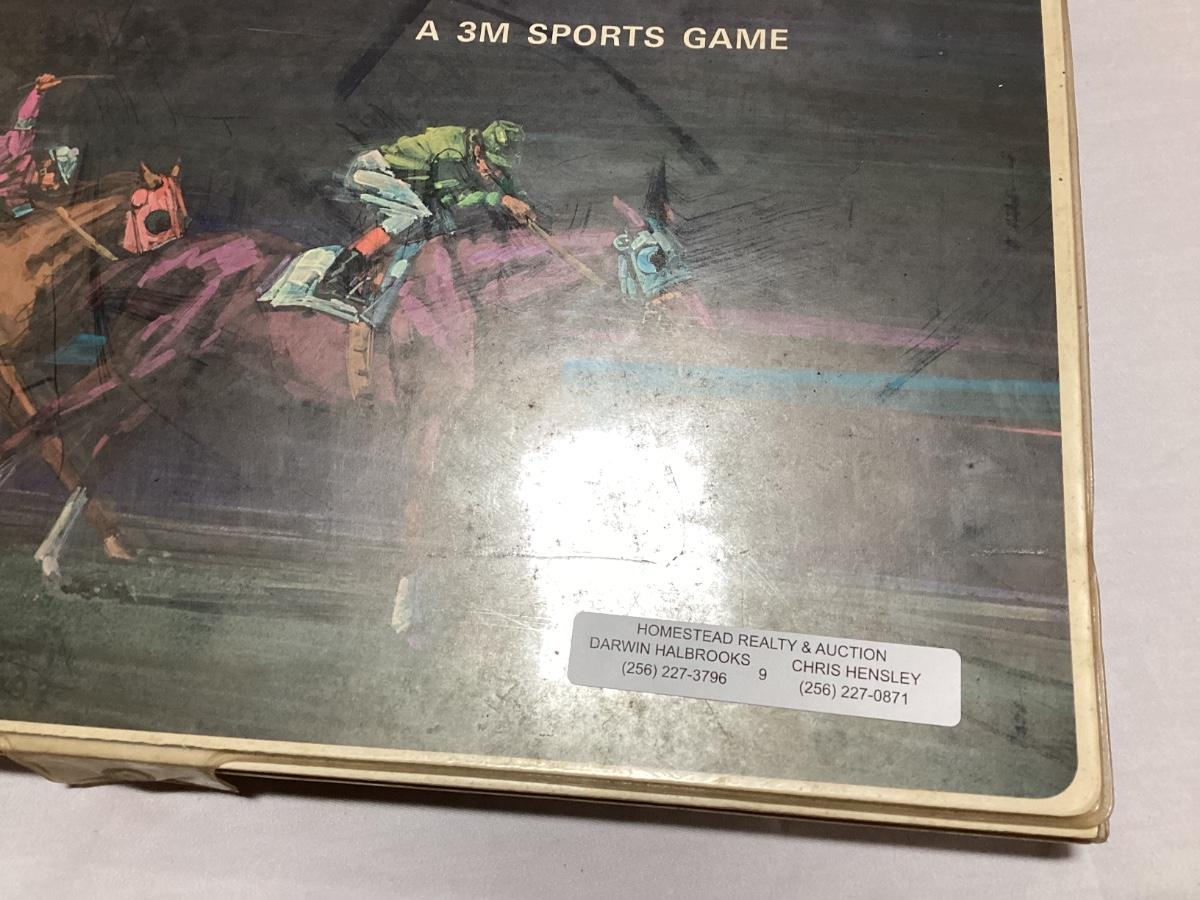 A 3M SPORTS GAME
HOMESTEAD REALTY & AUCTION
DARWIN HALBROOKS 9 CHRIS HENSLEY
(256) 227-3796 (256) 227-0871